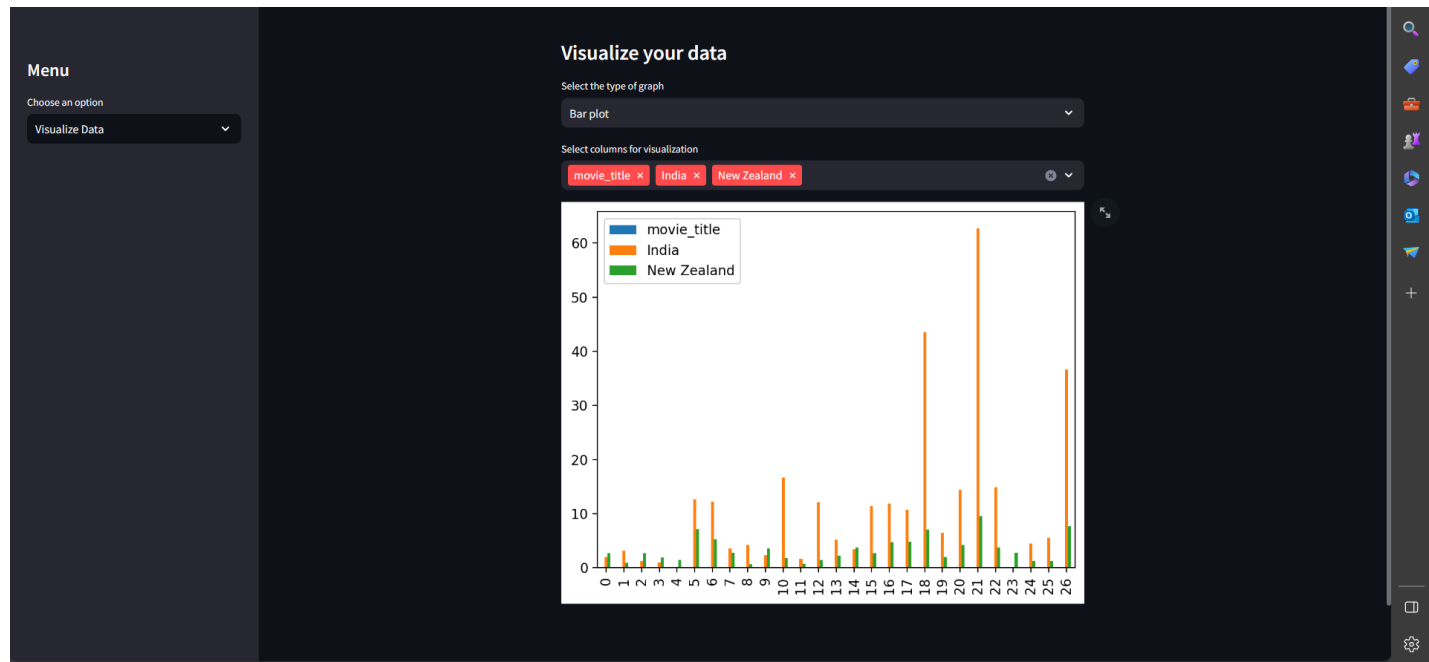 Menu
Choose an option
Visualize Data
Visualize your data
Select the type of graph
Bar plot
Select columns for visualization
movie_title × India × New Zealand ×
movie_title
India
New Zealand
60
50
40
30
20
10
0
0 1 2 3 4 5 6 7 8 9 10 11 12 13 14 15 16 17 18 19 20 21 22 23 24 25 26